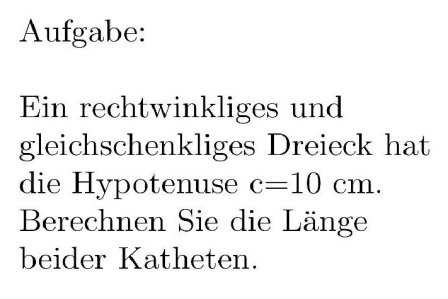 Aufgabe:
Ein rechtwinkliges und
gleichschenkliges Dreieck hat
die Hypotenuse c=10 cm.
Berechnen Sie die Länge
beider Katheten.